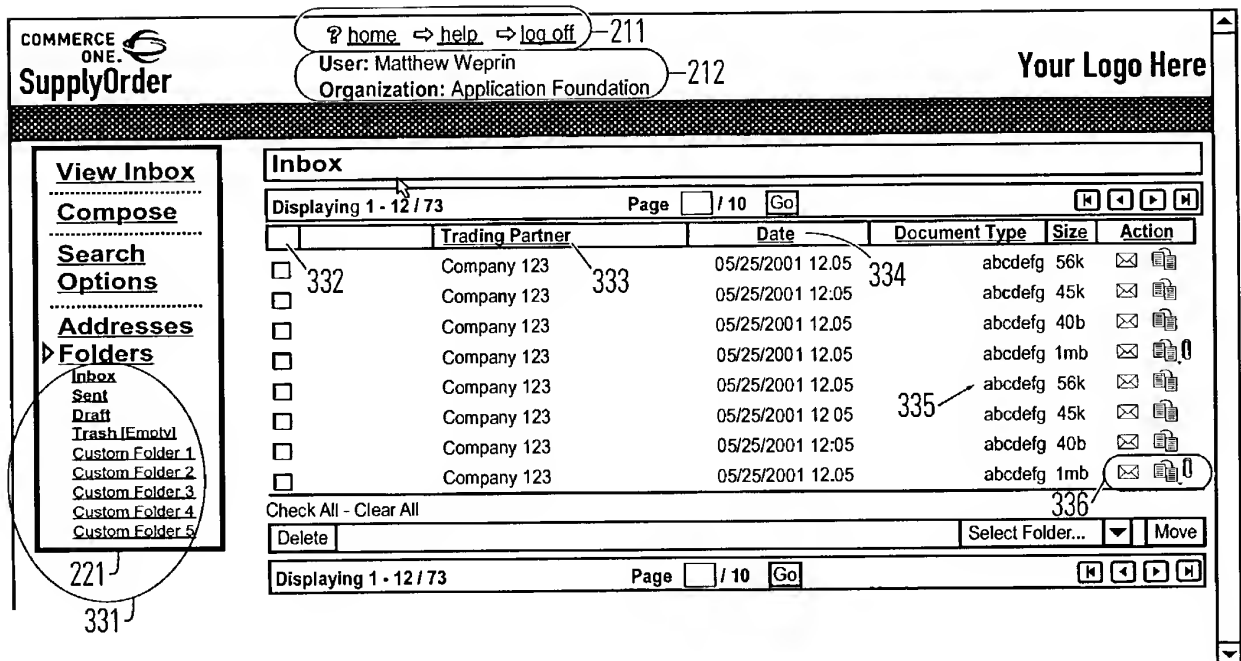 COMMERCE ONE.
SupplyOrder
? home ⇨ help ⇨ log off 211
User: Matthew Weprin
Organization: Application Foundation
212
Your Logo Here
View Inbox
Compose
Search Options
Addresses
Folders
Inbox
Sent
Draft
Trash [Empty]
Custom Folder 1
Custom Folder 2
Custom Folder 3
Custom Folder 4
Custom Folder 5
221
331
Inbox
Displaying 1 - 12 / 73 Page / 10 Go
Trading Partner Date Document Type Size Action
332 333 334
Company 123 05/25/2001 12.05 abcdefg 56k
Company 123 05/25/2001 12:05 abcdefg 45k
Company 123 05/25/2001 12.05 abcdefg 40b
Company 123 05/25/2001 12.05 abcdefg 1mb
Company 123 05/25/2001 12.05 abcdefg 56k
335
Company 123 05/25/2001 12 05 abcdefg 45k
Company 123 05/25/2001 12:05 abcdefg 40b
Company 123 05/25/2001 12.05 abcdefg 1mb
336
Check All - Clear All
Delete Select Folder... Move
Displaying 1 - 12 / 73 Page / 10 Go